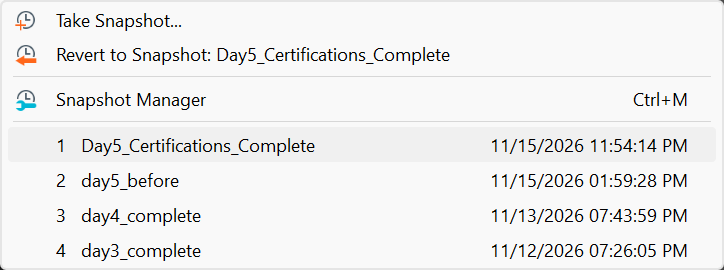 Take Snapshot...
Revert to Snapshot: Day5_Certifications_Complete
Snapshot Manager Ctrl+M
1 Day5_Certifications_Complete 11/15/2026 11:54:14 PM
2 day5_before 11/15/2026 01:59:28 PM
3 day4_complete 11/13/2026 07:43:59 PM
4 day3_complete 11/12/2026 07:26:05 PM